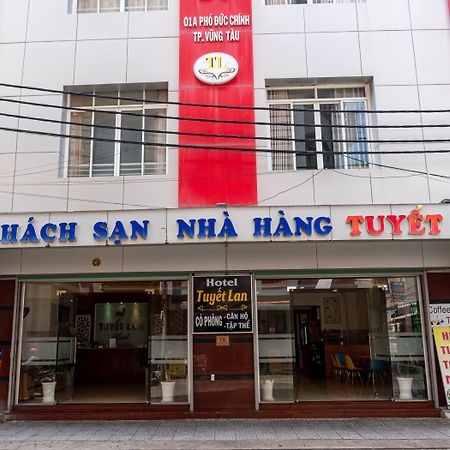 01A PHÓ ĐỨC CHÍNH
TP.VŨNG TÀU
TL
HÁCH SẠN NHÀ HÀNG TUYẾT
Hotel
Tuyết Lan
CÓ PHÒNG -CĂN HỘ
-TẬP THỂ
TUYẾT LAN
Coffee